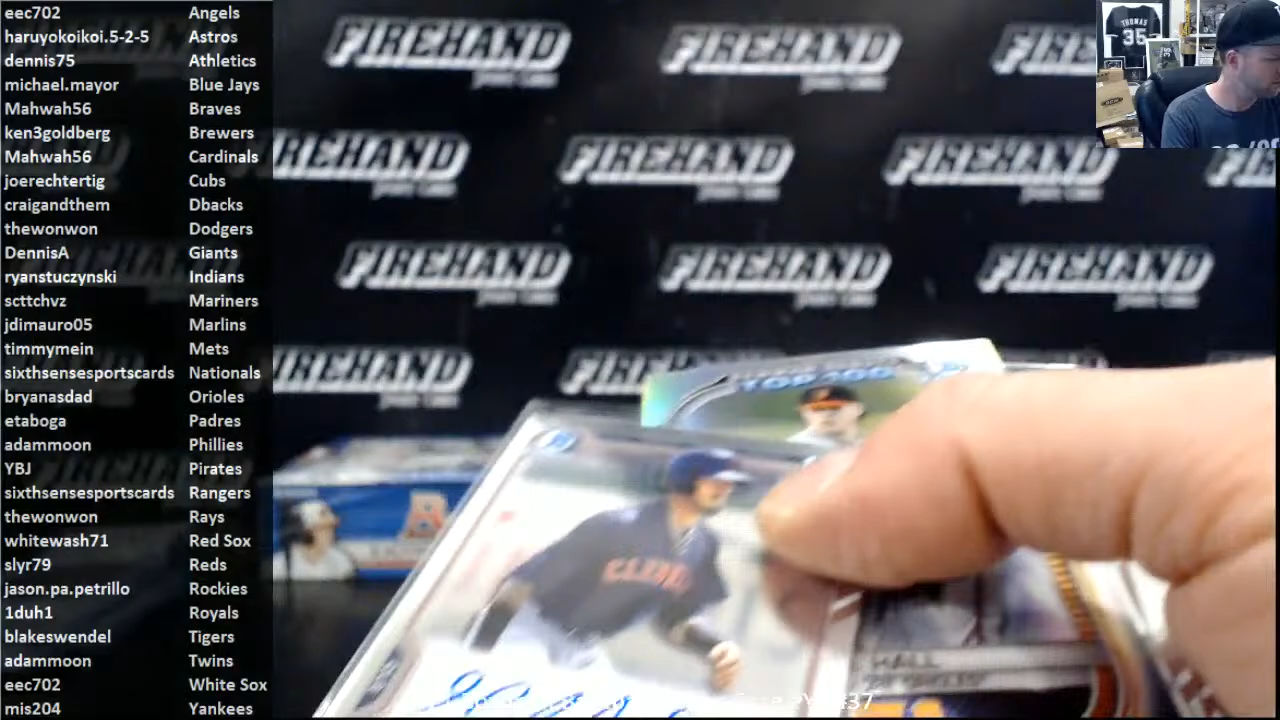 eec702 Angels
haruyokoikoi.5-2-5 Astros
dennis75 Athletics
michael.mayor Blue Jays
Mahwah56 Braves
ken3goldberg Brewers
Mahwah56 Cardinals
joerechtertig Cubs
craigandthem Dbacks
thewonwon Dodgers
DennisA Giants
ryanstuczynski Indians
scttchvz Mariners
jdimauro05 Marlins
timmymein Mets
sixthsensesportscards Nationals
bryanasdad Orioles
etaboga Padres
adammoon Phillies
YBJ Pirates
sixthsensesportscards Rangers
thewonwon Rays
whitewash71 Red Sox
slyr79 Reds
jason.pa.petrillo Rockies
1duh1 Royals
blakeswendel Tigers
adammoon Twins
eec702 White Sox
mis204 Yankees
THOMAS
35
FIREHAND FIREHAND
FIREHAND FIREHAND FIREHAND
FIREHAND FIREHAND FIREHAND
FIREHAND
TOP 100
HALL